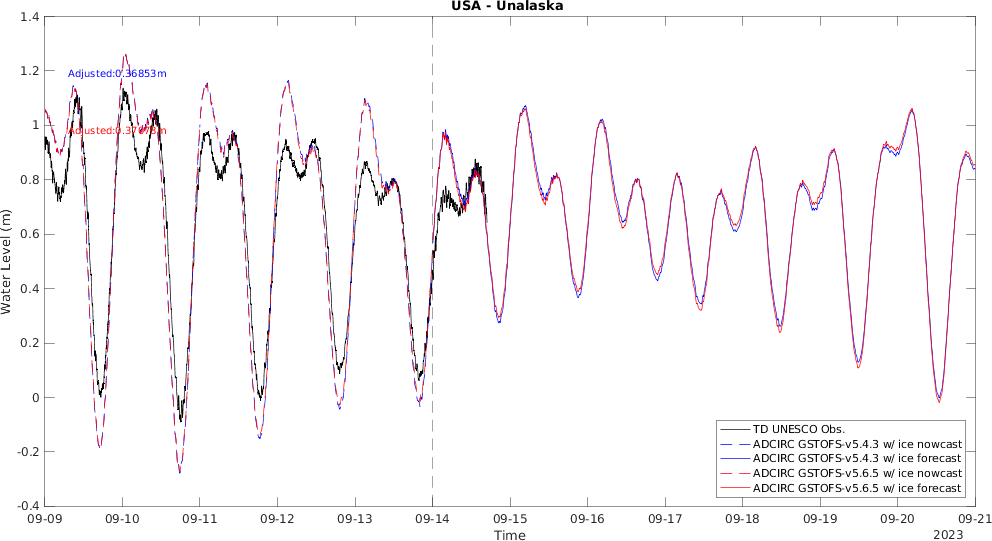 USA - Unalaska
Water Level (m)
1.4
1.2
1
0.8
0.6
0.4
0.2
0
-0.2
-0.4
Adjusted:0.36853m
09-09 09-10 09-11 09-12 09-13 09-14 09-15 09-16 09-17 09-18 09-19 09-20 09-21
Time
2023
TD UNESCO Obs.
ADCIRC GSTOFS-v5.4.3 w/ ice nowcast
ADCIRC GSTOFS-v5.4.3 w/ ice forecast
ADCIRC GSTOFS-v5.6.5 w/ ice nowcast
ADCIRC GSTOFS-v5.6.5 w/ ice forecast